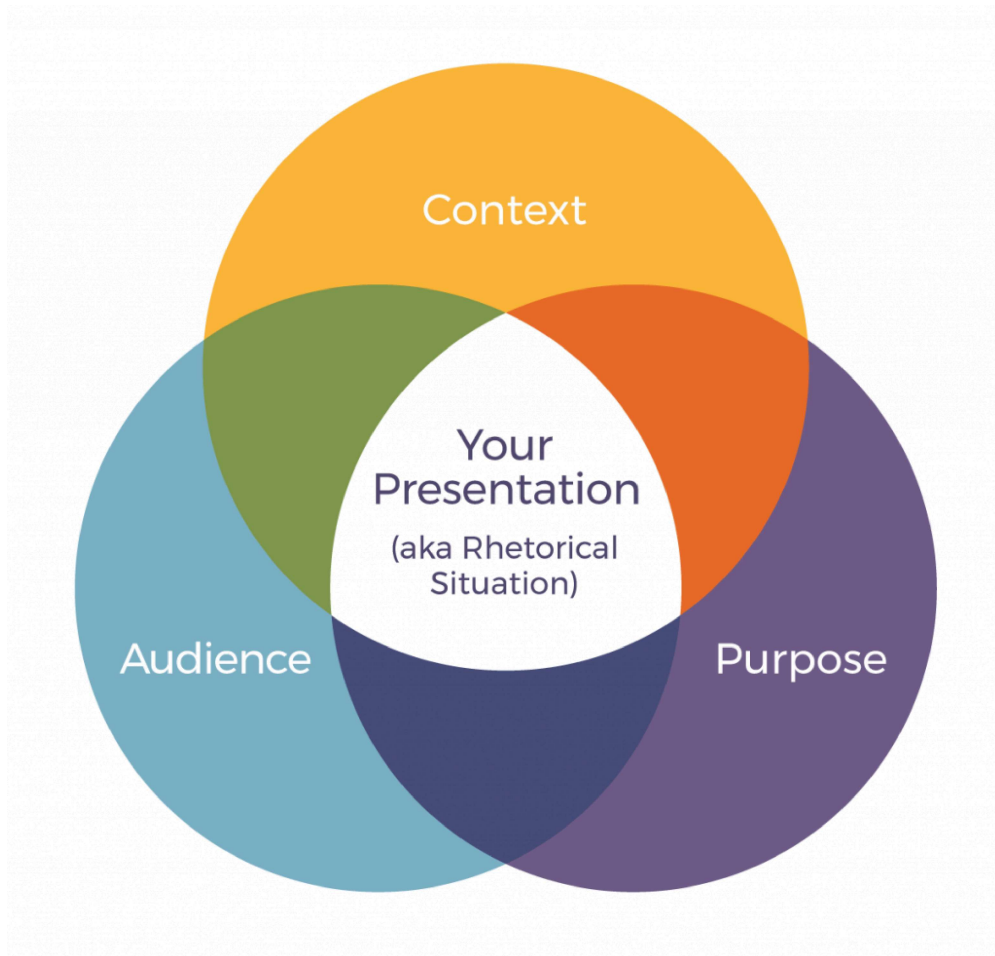 Context
Your
Presentation
(aka Rhetorical
Situation)
Audience
Purpose